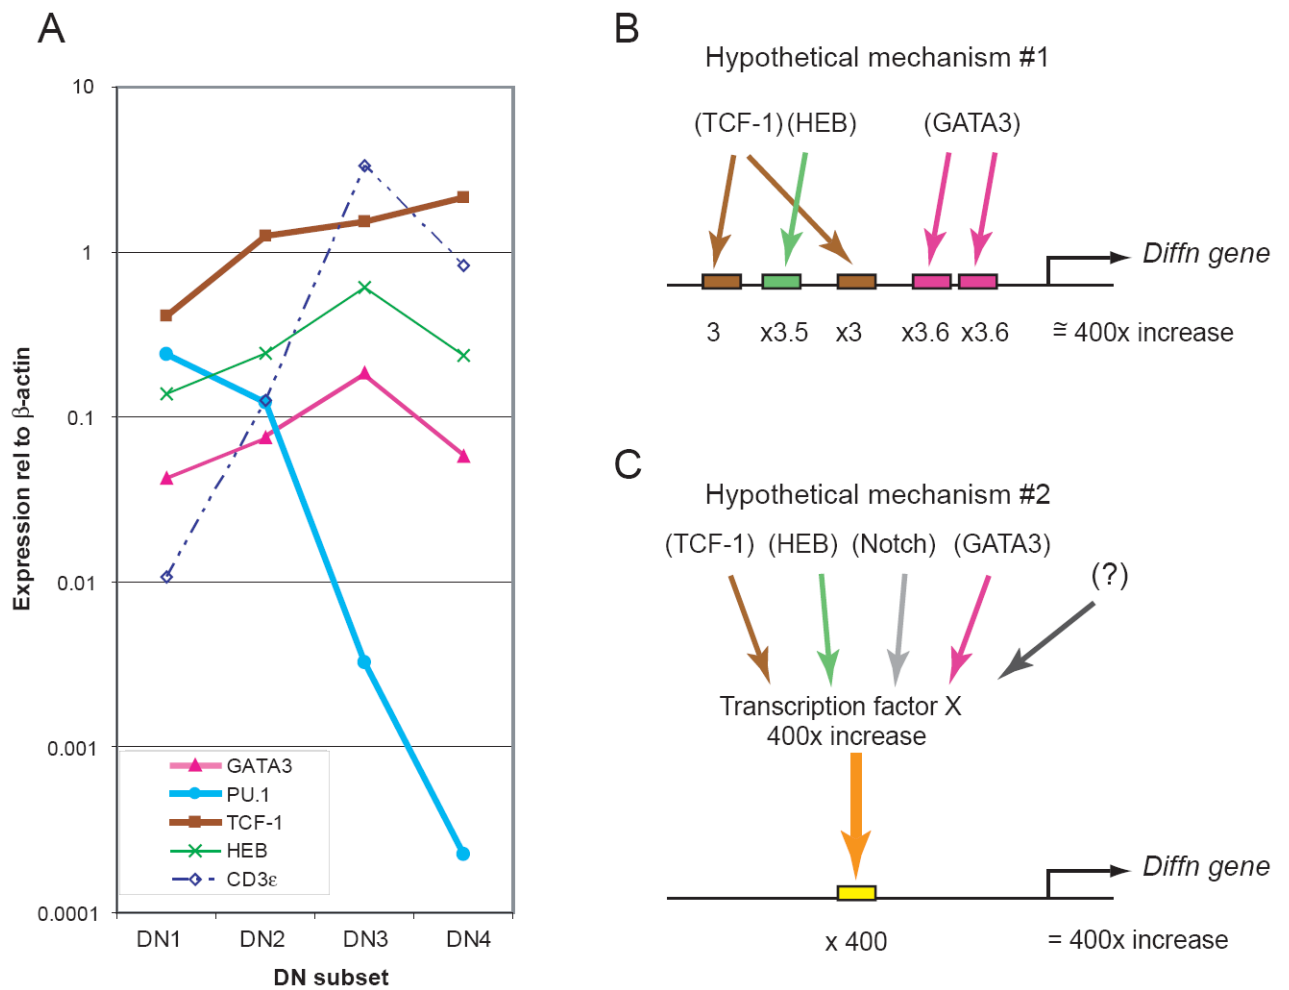 A
10
1
0.1
0.01
0.001
0.0001
Expression rel to β-actin
GATA3
PU.1
TCF-1
HEB
CD3ε
DN1 DN2 DN3 DN4
DN subset
B
Hypothetical mechanism #1
(TCF-1) (HEB) (GATA3)
Diffn gene
3 x3.5 x3 x3.6 x3.6 ≅ 400x increase
C
Hypothetical mechanism #2
(TCF-1) (HEB) (Notch) (GATA3)
(?)
Transcription factor X
400x increase
Diffn gene
x 400 = 400x increase